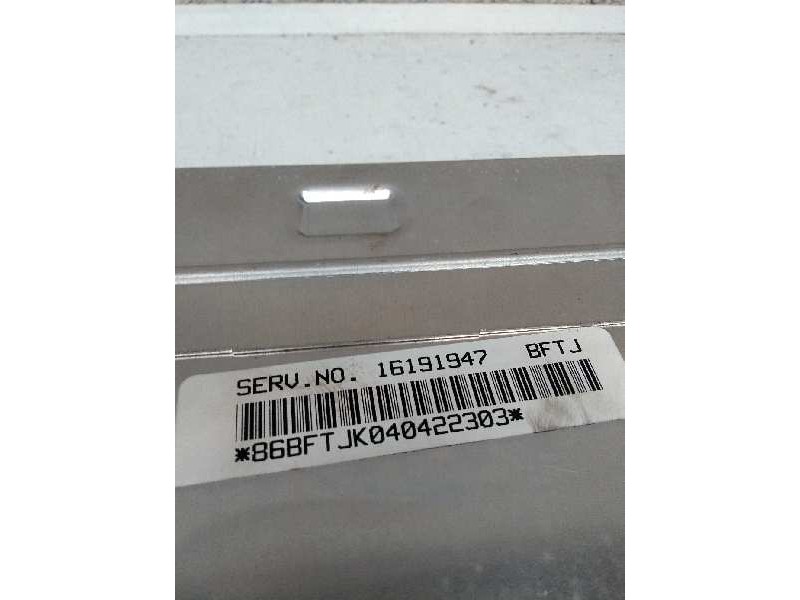 SERV.NO. 16191947 BFTJ
*86BFTJK040422303*